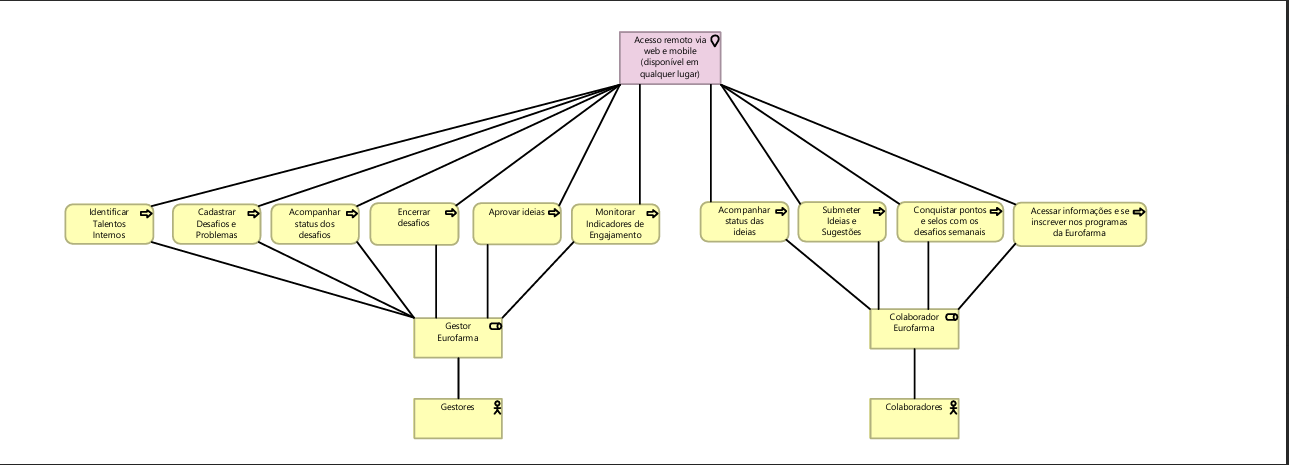 Acesso remoto via
web e mobile
(disponível em
qualquer lugar)
Identificar
Talentos
Internos
Cadastrar
Desafios e
Problemas
Acompanhar
status dos
desafios
Encerrar
desafios
Aprovar ideias
Monitorar
Indicadores de
Engajamento
Acompanhar
status das
ideias
Submeter
Ideias e
Sugestões
Conquistar pontos
e selos com os
desafios semanais
Acessar informações e se
inscrever nos programas
da Eurofarma
Gestor
Eurofarma
Colaborador
Eurofarma
Gestores
Colaboradores